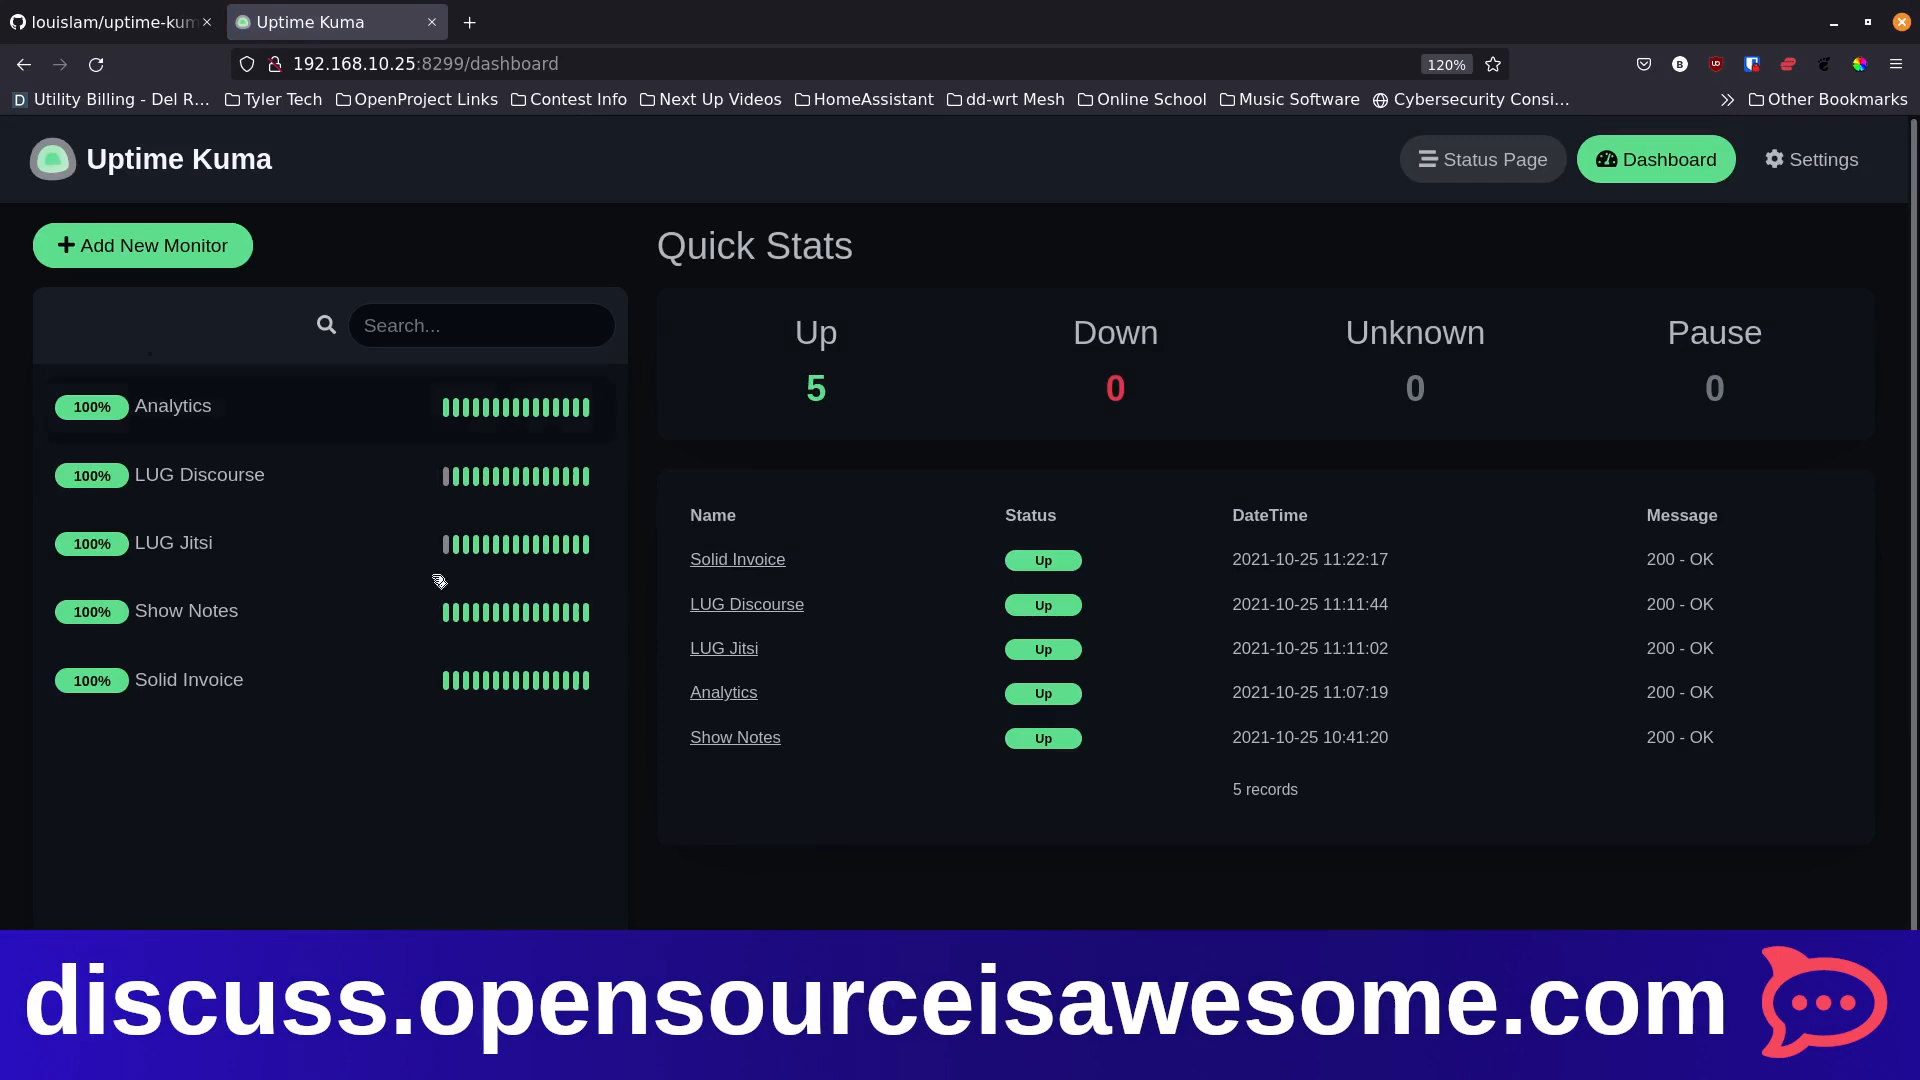 louislam/uptime-kum
Uptime Kuma
192.168.10.25:8299/dashboard
120%
Utility Billing - Del R... Tyler Tech OpenProject Links Contest Info Next Up Videos HomeAssistant dd-wrt Mesh Online School Music Software Cybersecurity Consi... Other Bookmarks
Uptime Kuma
Status Page Dashboard Settings
Add New Monitor
Search...
100% Analytics
100% LUG Discourse
100% LUG Jitsi
100% Show Notes
100% Solid Invoice
Quick Stats
Up Down Unknown Pause
5 0 0 0
Name Status DateTime Message
Solid Invoice Up 2021-10-25 11:22:17 200 - OK
LUG Discourse Up 2021-10-25 11:11:44 200 - OK
LUG Jitsi Up 2021-10-25 11:11:02 200 - OK
Analytics Up 2021-10-25 11:07:19 200 - OK
Show Notes Up 2021-10-25 10:41:20 200 - OK
5 records
discuss.opensourceisawesome.com